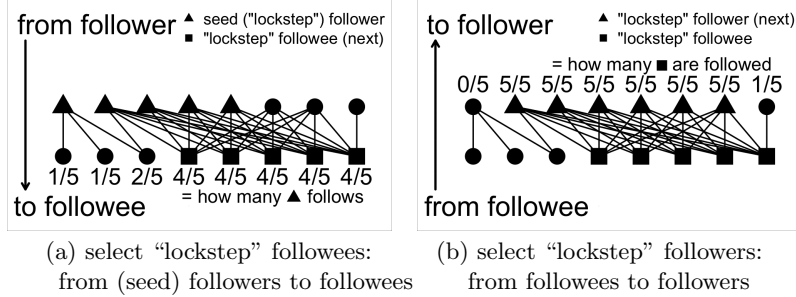 from follower
▲ seed ("lockstep") follower
■ "lockstep" followee (next)
1/5 1/5 2/5 4/5 4/5 4/5 4/5 4/5
= how many ▲ follows
to followee
(a) select “lockstep” followees:
from (seed) followers to followees
to follower
▲ "lockstep" follower (next)
■ "lockstep" followee
= how many ■ are followed
0/5 5/5 5/5 5/5 5/5 5/5 5/5 1/5
from followee
(b) select “lockstep” followers:
from followees to followers